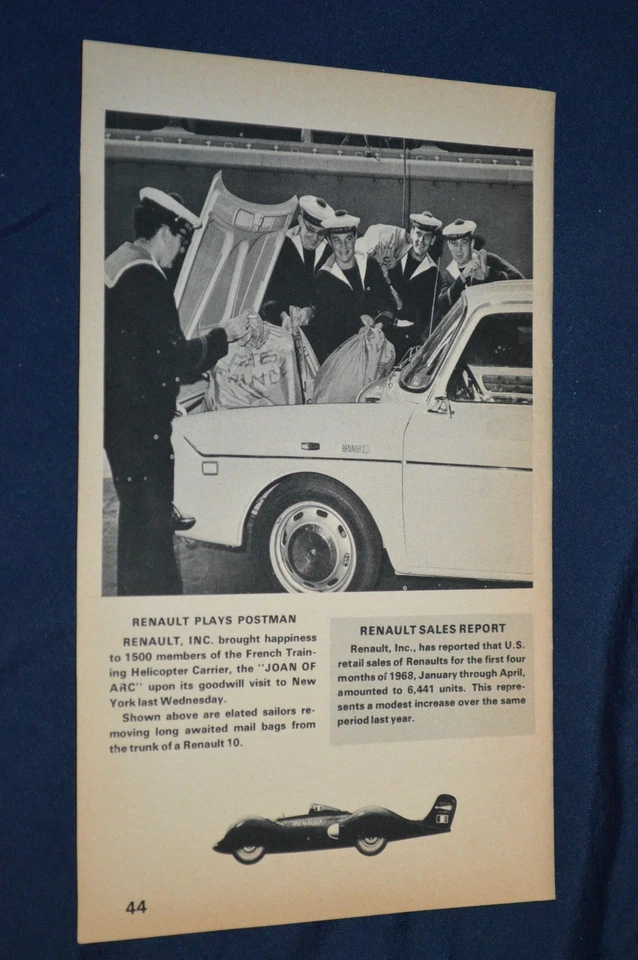 RENAULT 10
RENAULT PLAYS POSTMAN
RENAULT, INC. brought happiness
to 1500 members of the French Train-
ing Helicopter Carrier, the "JOAN OF
ARC" upon its goodwill visit to New
York last Wednesday.
Shown above are elated sailors re-
moving long awaited mail bags from
the trunk of a Renault 10.
RENAULT SALES REPORT
Renault, Inc., has reported that U.S.
retail sales of Renaults for the first four
months of 1968, January through April,
amounted to 6,441 units. This repre-
sents a modest increase over the same
period last year.
RENAULT
44